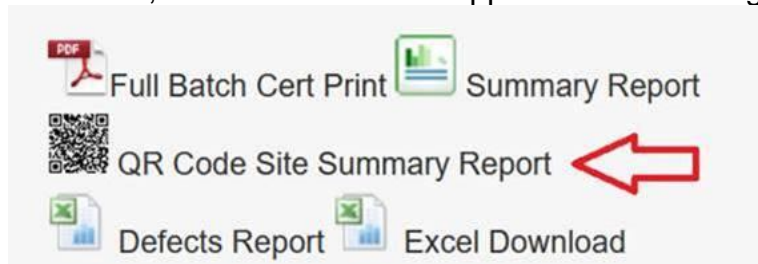 PDF Full Batch Cert Print Summary Report
QR Code Site Summary Report
Defects Report Excel Download